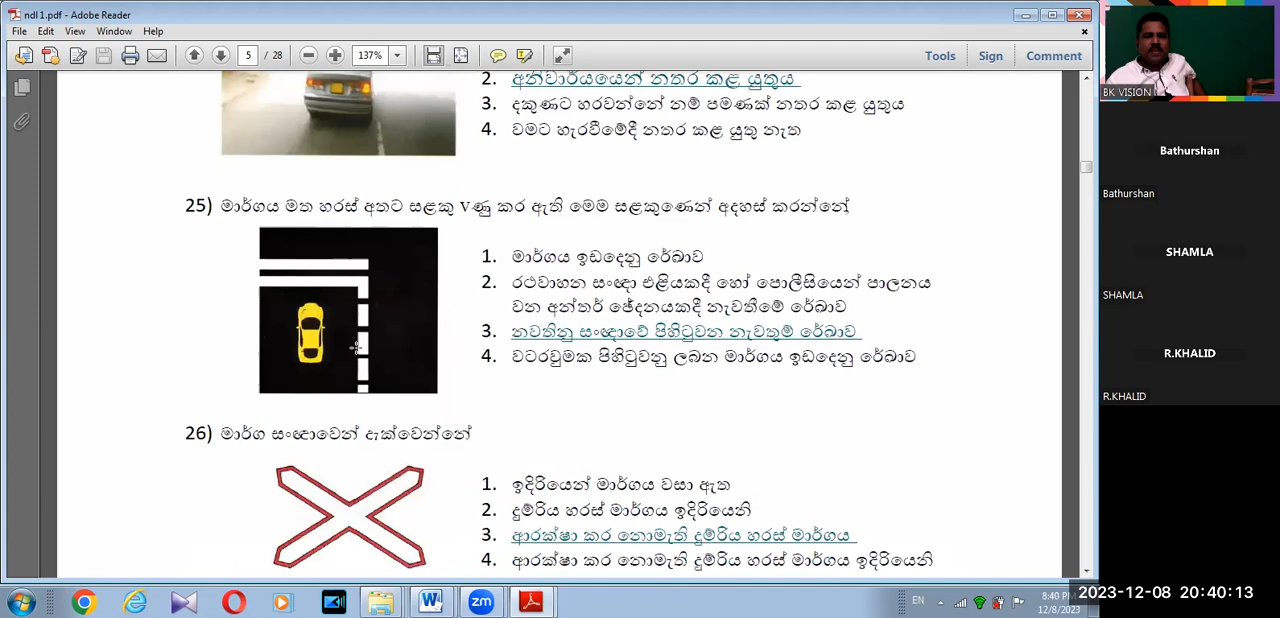 ndl 1.pdf - Adobe Reader
File Edit View Window Help
5 / 28 137% Tools Sign Comment
2. අනිවාර්යයෙන් නතර කළ යුතුය
3. දකුණට හරවන්නේ නම් පමණක් නතර කළ යුතුය
4. වමට හැරවීමේදී නතර කළ යුතු නැත
25) මාර්ගය මත හරස් අතට සළකුණු කර ඇති මෙම සළකුණෙන් අදහස් කරන්නේ
1. මාර්ගය ඉඩදෙනු රේඛාව
2. රථවාහන සංඥා එළියකදී හෝ පොලීසියෙන් පාලනය
වන අන්තර් ඡේදනයකදී නැවතීමේ රේඛාව
3. නවතිනු සංඥාවේ පිහිටුවන නැවතුම් රේඛාව
4. වටරවුමක පිහිටුවනු ලබන මාර්ගය ඉඩදෙනු රේඛාව
26) මාර්ග සංඥාවෙන් දැක්වෙන්නේ
1. ඉදිරියෙන් මාර්ගය වසා ඇත
2. දුම්රිය හරස් මාර්ගය ඉදිරියෙනි
3. ආරක්ෂා කර නොමැති දුම්රිය හරස් මාර්ගය
4. ආරක්ෂා කර නොමැති දුම්රිය හරස් මාර්ගය ඉදිරියෙනි
BK VISION
Bathurshan
Bathurshan
SHAMLA
SHAMLA
R.KHALID
R.KHALID
EN
8:40 PM
12/8/2023
2023-12-08 20:40:13
zm